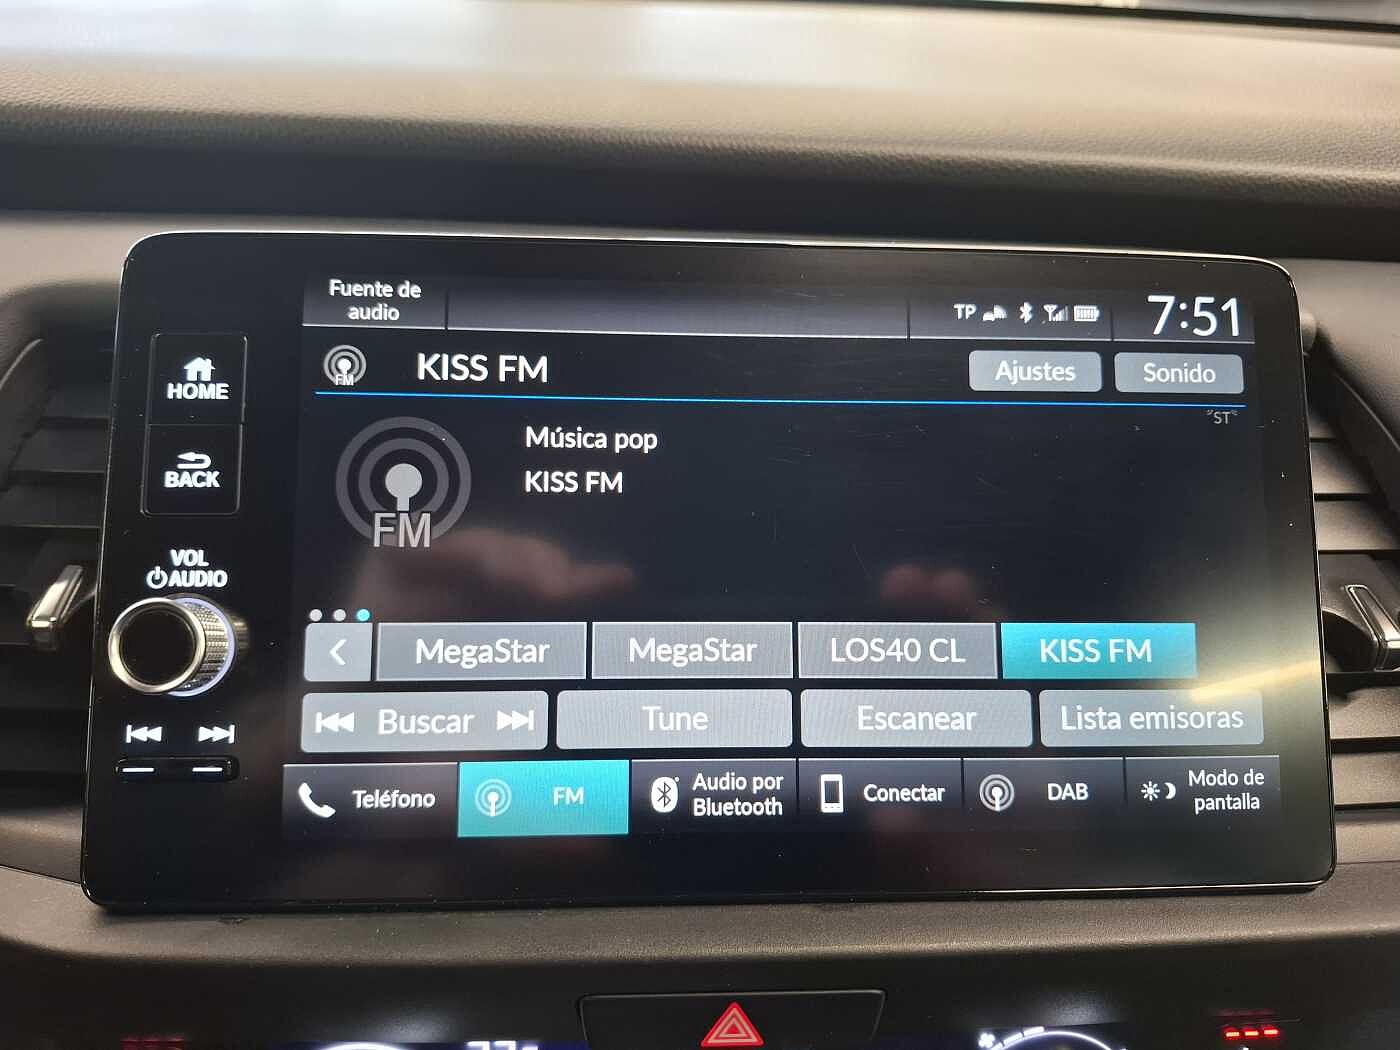 Fuente de
audio
TP
7:51
HOME
FM
KISS FM
Ajustes
Sonido
"ST"
BACK
Música pop
KISS FM
FM
VOL
AUDIO
MegaStar
MegaStar
LOS40 CL
KISS FM
Buscar
Tune
Escanear
Lista emisoras
Teléfono
FM
Audio por
Bluetooth
Conectar
DAB
Modo de
pantalla